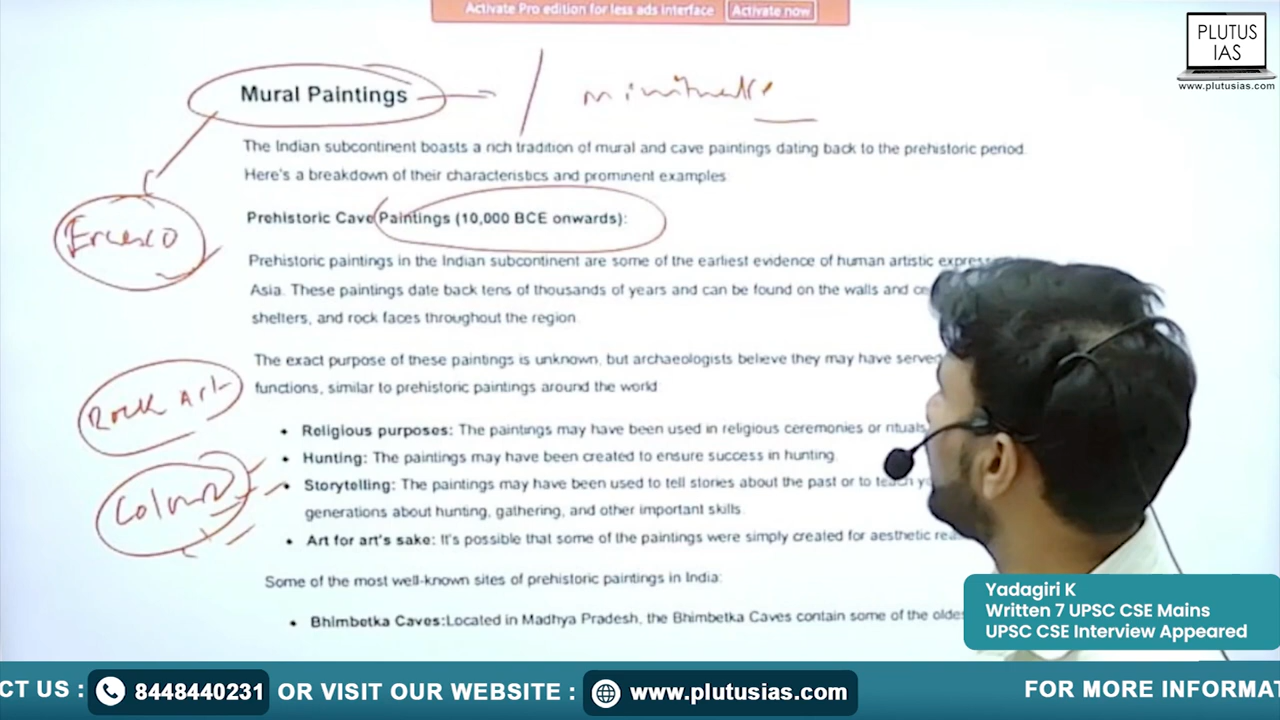 Activate Pro edition for less ads interface Activate now
PLUTUS
IAS
www.plutusias.com
Mural Paintings
The Indian subcontinent boasts a rich tradition of mural and cave paintings dating back to the prehistoric period.
Here's a breakdown of their characteristics and prominent examples
Prehistoric Cave Paintings (10,000 BCE onwards):
Prehistoric paintings in the Indian subcontinent are some of the earliest evidence of human artistic
Asia. These paintings date back tens of thousands of years and can be found on the walls and
shelters, and rock faces throughout the region
The exact purpose of these paintings is unknown, but archaeologists believe they may have served
functions, similar to prehistoric paintings around the world
Rock Art
• Religious purposes: The paintings may have been used in religious ceremonies or rituals,
• Hunting: The paintings may have been created to ensure success in hunting.
• Storytelling: The paintings may have been used to tell stories about the past or to teach
generations about hunting, gathering, and other important skills.
• Art for art's sake: It's possible that some of the paintings were simply created for aesthetic
Some of the most well-known sites of prehistoric paintings in India:
• Bhimbetka Caves:Located in Madhya Pradesh, the Bhimbetka Caves contain some of the
Yadagiri K
Written 7 UPSC CSE Mains
UPSC CSE Interview Appeared
CT US : 8448440231 OR VISIT OUR WEBSITE : www.plutusias.com FOR MORE